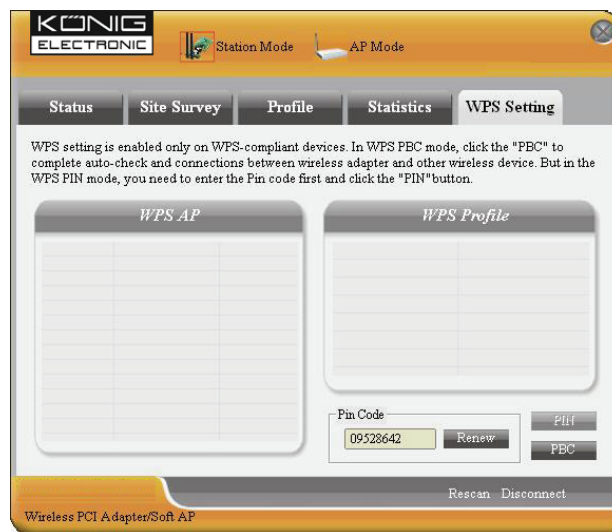 KÖNIG
ELECTRONIC
Station Mode AP Mode
Status Site Survey Profile Statistics WPS Setting
WPS setting is enabled only on WPS-compliant devices. In WPS PBC mode, click the "PBC" to
complete auto-check and connections between wireless adapter and other wireless device. But in the
WPS PIN mode, you need to enter the Pin code first and click the "PIN"button.
WPS AP WPS Profile
Pin Code
09528642 Renew PIN
PBC
Rescan Disconnect
Wireless PCI Adapter/Soft AP